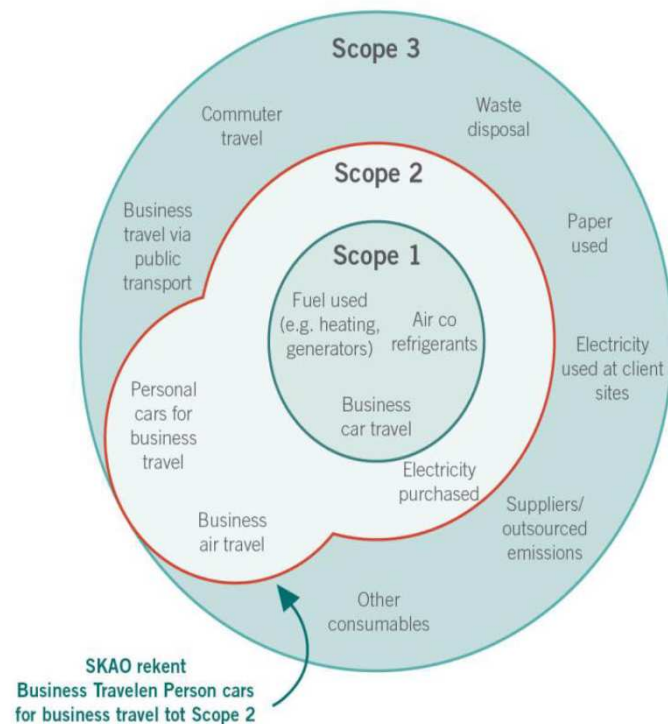 Scope 3
Commuter
travel
Waste
disposal
Scope 2
Business
travel via
public
transport
Paper
used
Scope 1
Fuel used
(e.g. heating,
generators)
Air co
refrigerants
Electricity
used at client
sites
Personal
cars for
business
travel
Business
car travel
Electricity
purchased
Suppliers/
outsourced
emissions
Business
air travel
Other
consumables
SKAO rekent
Business Travelen Person cars
for business travel tot Scope 2